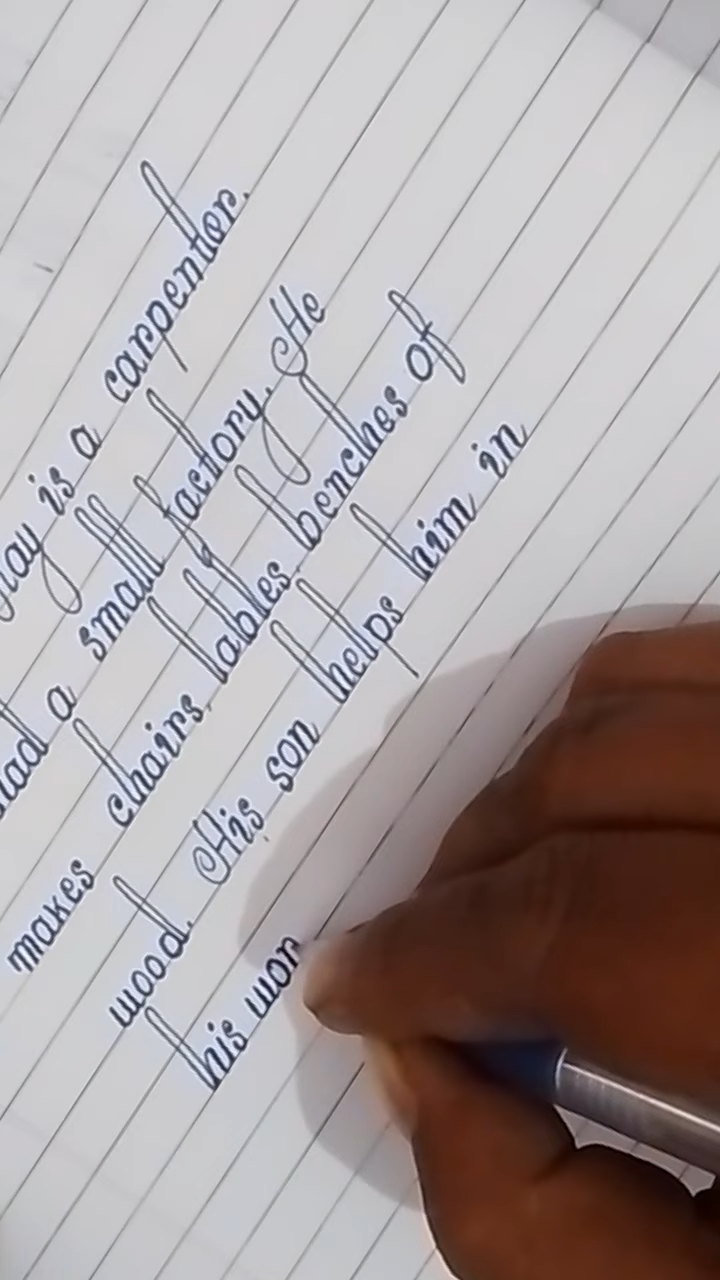 is a carpenter.
a small factory. He
makes chairs, tables, benches of
wood. His son helps him in
his wor